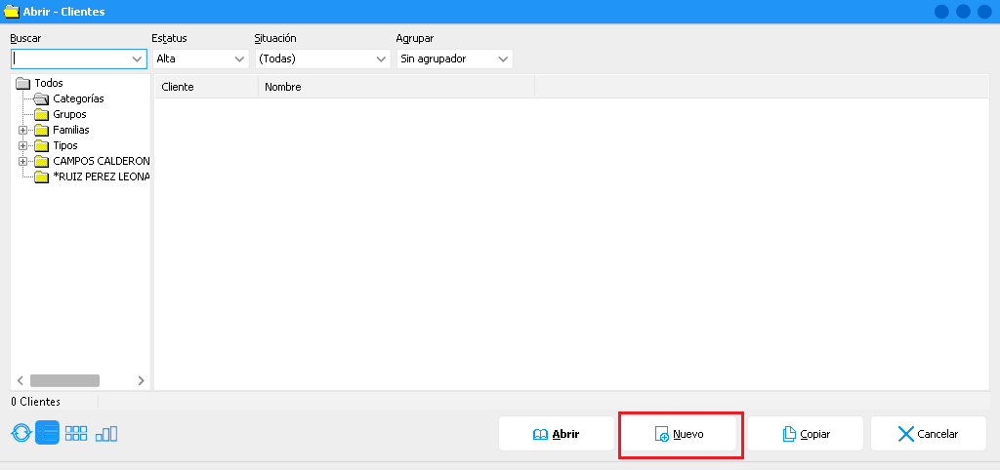 Abrir - Clientes
Buscar Estatus Situación Agrupar
Alta (Todas) Sin agrupador
Todos
Categorías
Grupos
Familias
Tipos
CAMPOS CALDERON
*RUIZ PEREZ LEONA
Cliente Nombre
0 Clientes
Abrir Nuevo Copiar Cancelar